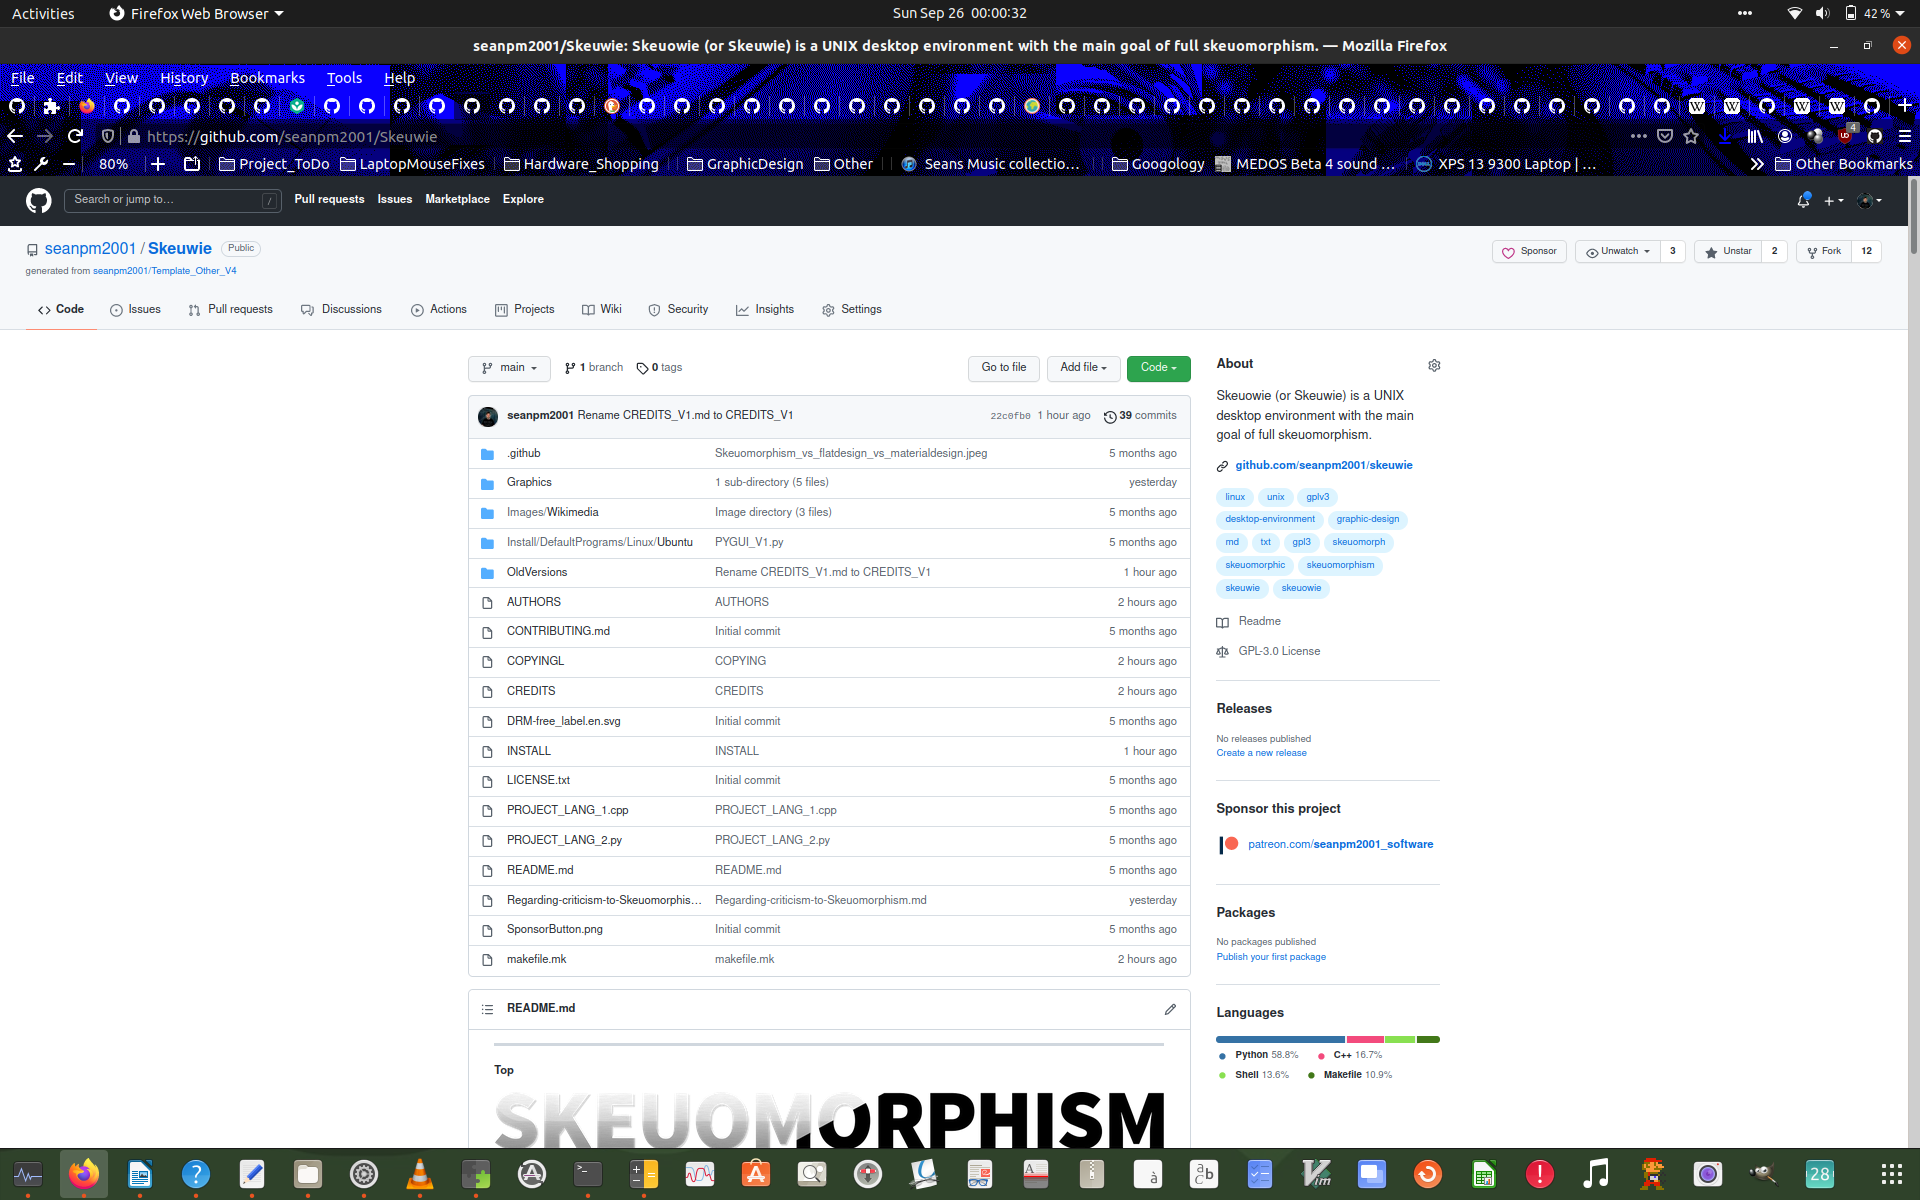 Activities Firefox Web Browser Sun Sep 26 00:00:32 42 %
seanpm2001/Skeuwie: Skeuowie (or Skeuwie) is a UNIX desktop environment with the main goal of full skeuomorphism. — Mozilla Firefox
File Edit View History Bookmarks Tools Help
https://github.com/seanpm2001/Skeuwie 4
80% Project_ToDo LaptopMouseFixes Hardware_Shopping GraphicDesign Other Seans Music collectio… Googology MEDOS Beta 4 sound … XPS 13 9300 Laptop | … Other Bookmarks
Search or jump to… / Pull requests Issues Marketplace Explore
seanpm2001 / Skeuwie Public Sponsor Unwatch 3 Unstar 2 Fork 12
generated from seanpm2001/Template_Other_V4
Code Issues Pull requests Discussions Actions Projects Wiki Security Insights Settings
main 1 branch 0 tags Go to file Add file Code
seanpm2001 Rename CREDITS_V1.md to CREDITS_V1 22c0fb0 1 hour ago 39 commits
.github Skeuomorphism_vs_flatdesign_vs_materialdesign.jpeg 5 months ago
Graphics 1 sub-directory (5 files) yesterday
Images/Wikimedia Image directory (3 files) 5 months ago
Install/DefaultPrograms/Linux/Ubuntu PYGUI_V1.py 5 months ago
OldVersions Rename CREDITS_V1.md to CREDITS_V1 1 hour ago
AUTHORS AUTHORS 2 hours ago
CONTRIBUTING.md Initial commit 5 months ago
COPYINGL COPYING 2 hours ago
CREDITS CREDITS 2 hours ago
DRM-free_label.en.svg Initial commit 5 months ago
INSTALL INSTALL 1 hour ago
LICENSE.txt Initial commit 5 months ago
PROJECT_LANG_1.cpp PROJECT_LANG_1.cpp 5 months ago
PROJECT_LANG_2.py PROJECT_LANG_2.py 5 months ago
README.md README.md 5 months ago
Regarding-criticism-to-Skeuomorphis… Regarding-criticism-to-Skeuomorphism.md yesterday
SponsorButton.png Initial commit 5 months ago
makefile.mk makefile.mk 2 hours ago
README.md
Top
SKEUOMORPHISM
About
Skeuowie (or Skeuwie) is a UNIX
desktop environment with the main
goal of full skeuomorphism.
github.com/seanpm2001/skeuwie
linux unix gplv3
desktop-environment graphic-design
md txt gpl3 skeuomorph
skeuomorphic skeuomorphism
skeuwie skeuowie
Readme
GPL-3.0 License
Releases
No releases published
Create a new release
Sponsor this project
patreon.com/seanpm2001_software
Packages
No packages published
Publish your first package
Languages
Python 58.8% C++ 16.7%
Shell 13.6% Makefile 10.9%
28